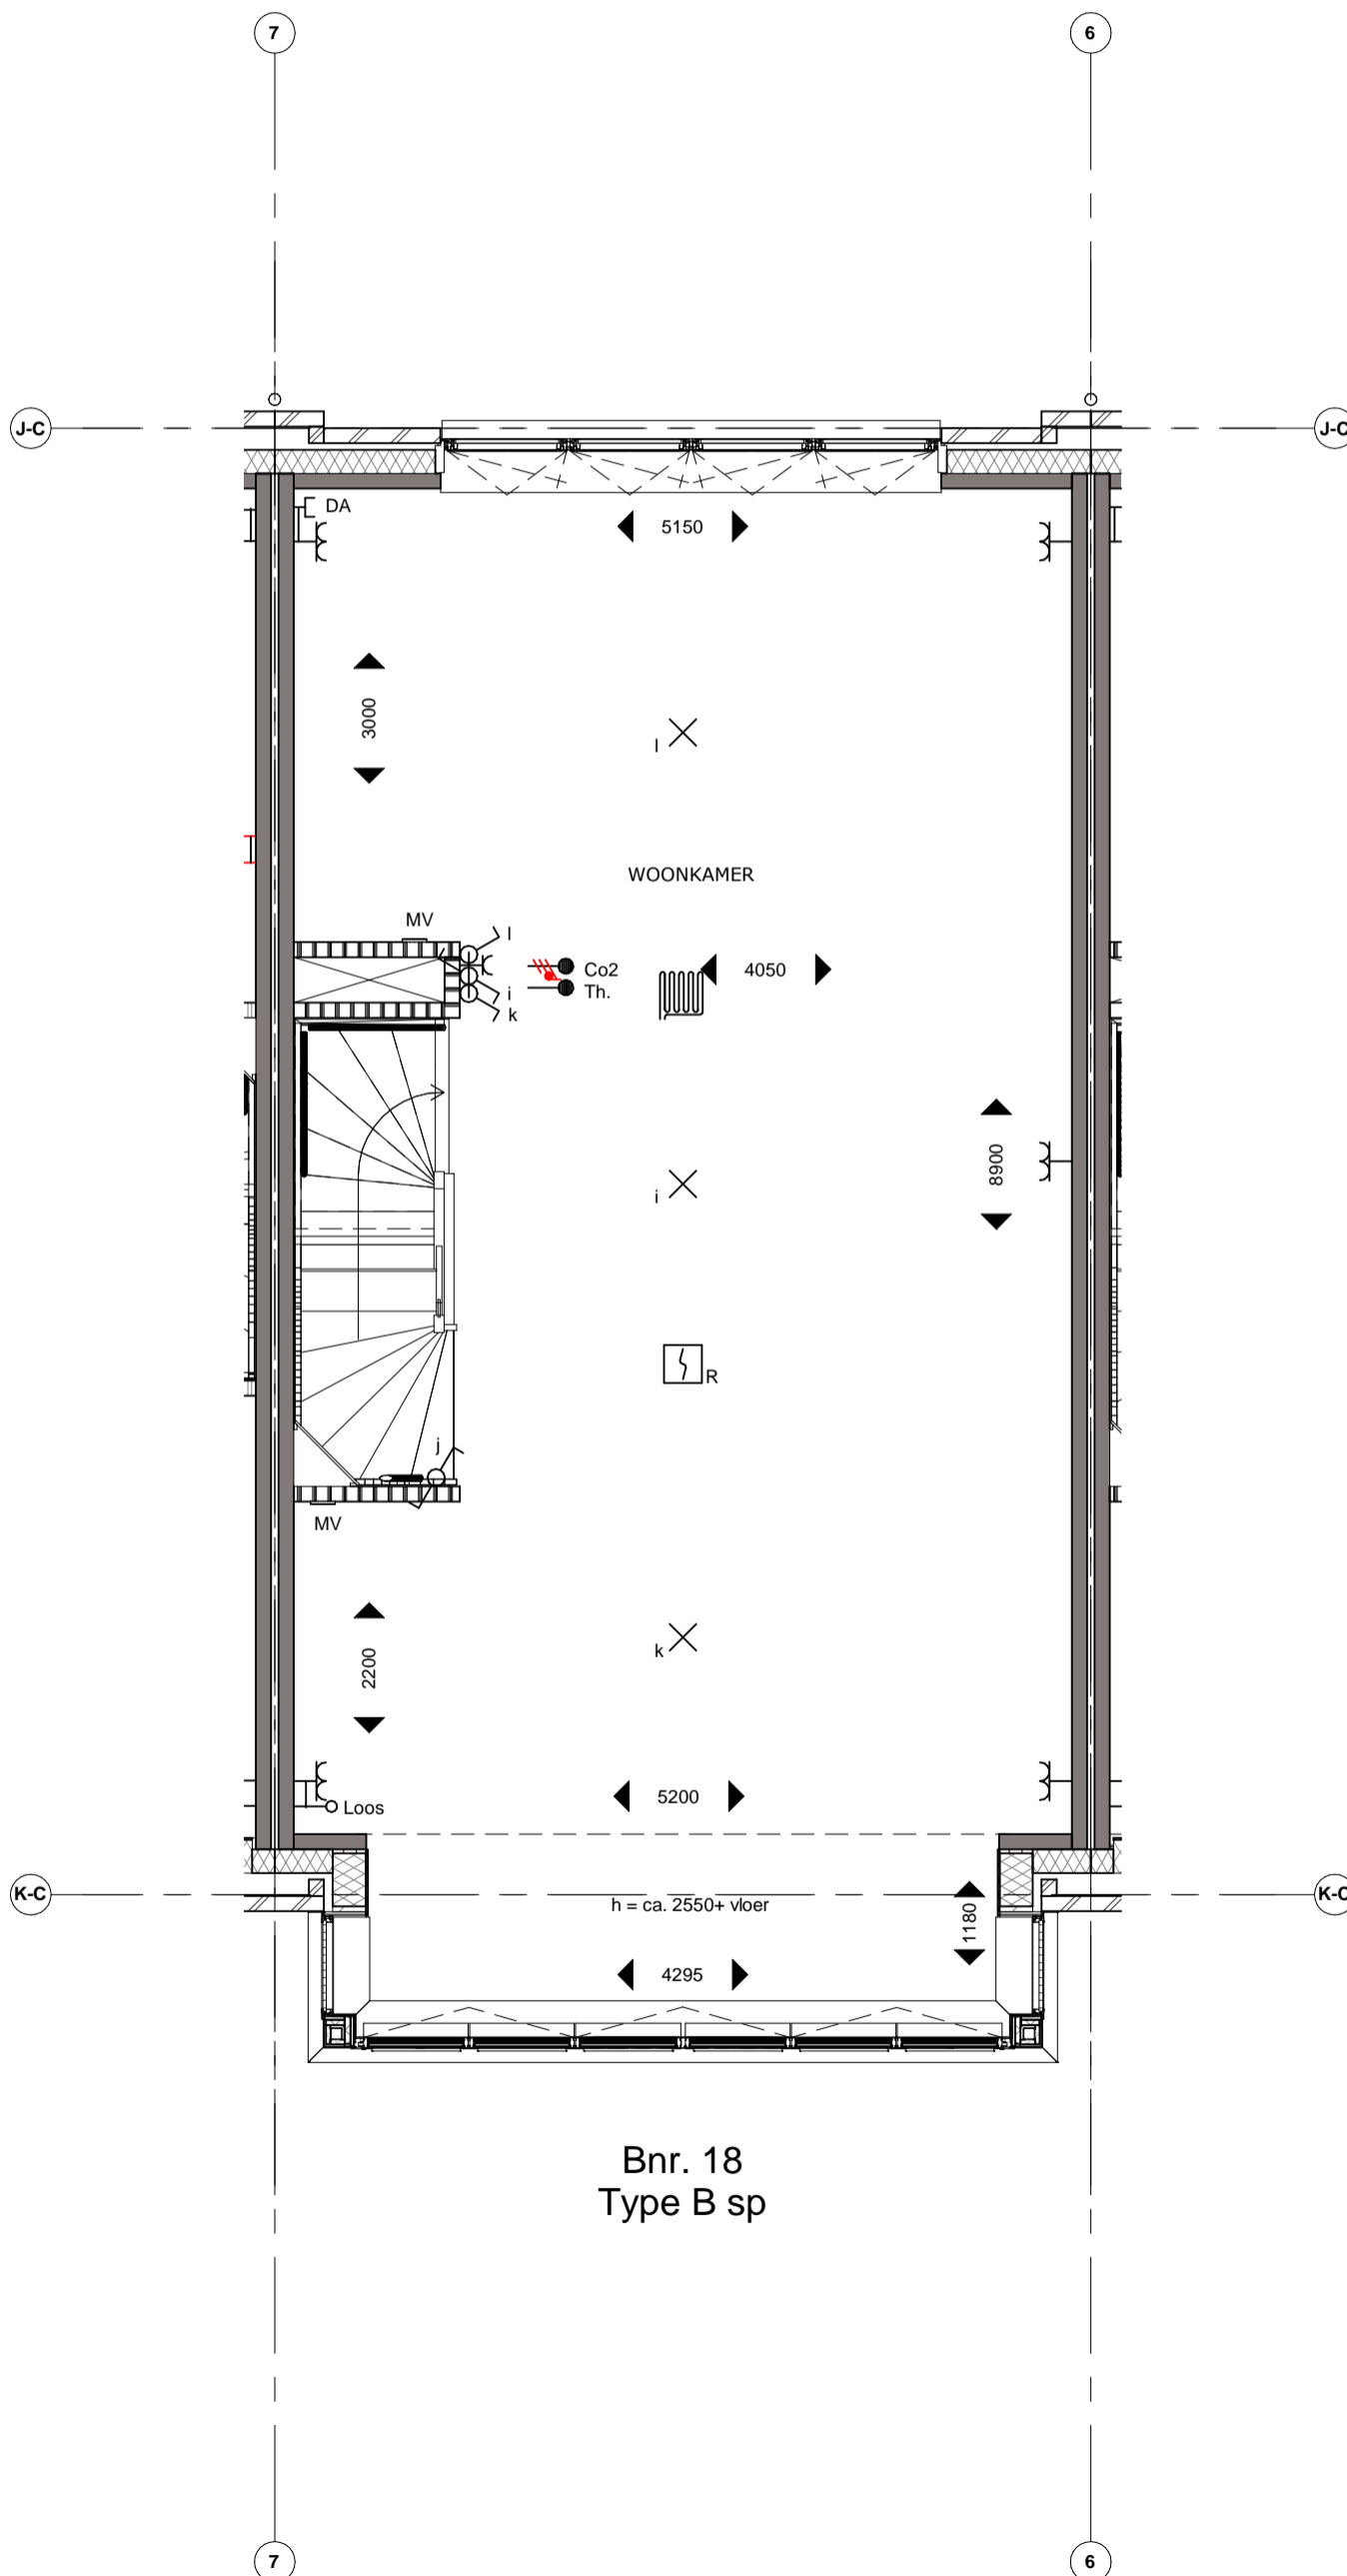 7
6
J-C
J-C
DA
5150
3000
l
WOONKAMER
MV
l
Co2
4050
i
Th.
k
8900
i
R
j
MV
k
2200
5200
Loos
K-C
K-C
h = ca. 2550+ vloer
1180
4295
Bnr. 18
Type B sp
7
6